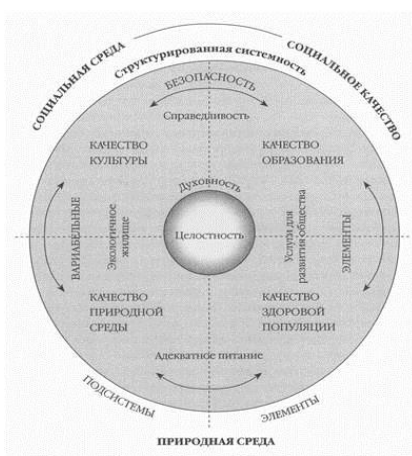 СОЦИАЛЬНАЯ СРЕДА
Структурированная системность
СОЦИАЛЬНОЕ КАЧЕСТВО
БЕЗОПАСНОСТЬ
Справедливость
КАЧЕСТВО
КУЛЬТУРЫ
КАЧЕСТВО
ОБРАЗОВАНИЯ
Духовность
ВАРИАБЕЛЬНЫЕ
Экологичное
жилище
Целостность
Услуги для
развития общества
ЭЛЕМЕНТЫ
КАЧЕСТВО
ПРИРОДНОЙ
СРЕДЫ
КАЧЕСТВО
ЗДОРОВОЙ
ПОПУЛЯЦИИ
Адекватное питание
ПОДСИСТЕМЫ
ЭЛЕМЕНТЫ
ПРИРОДНАЯ СРЕДА